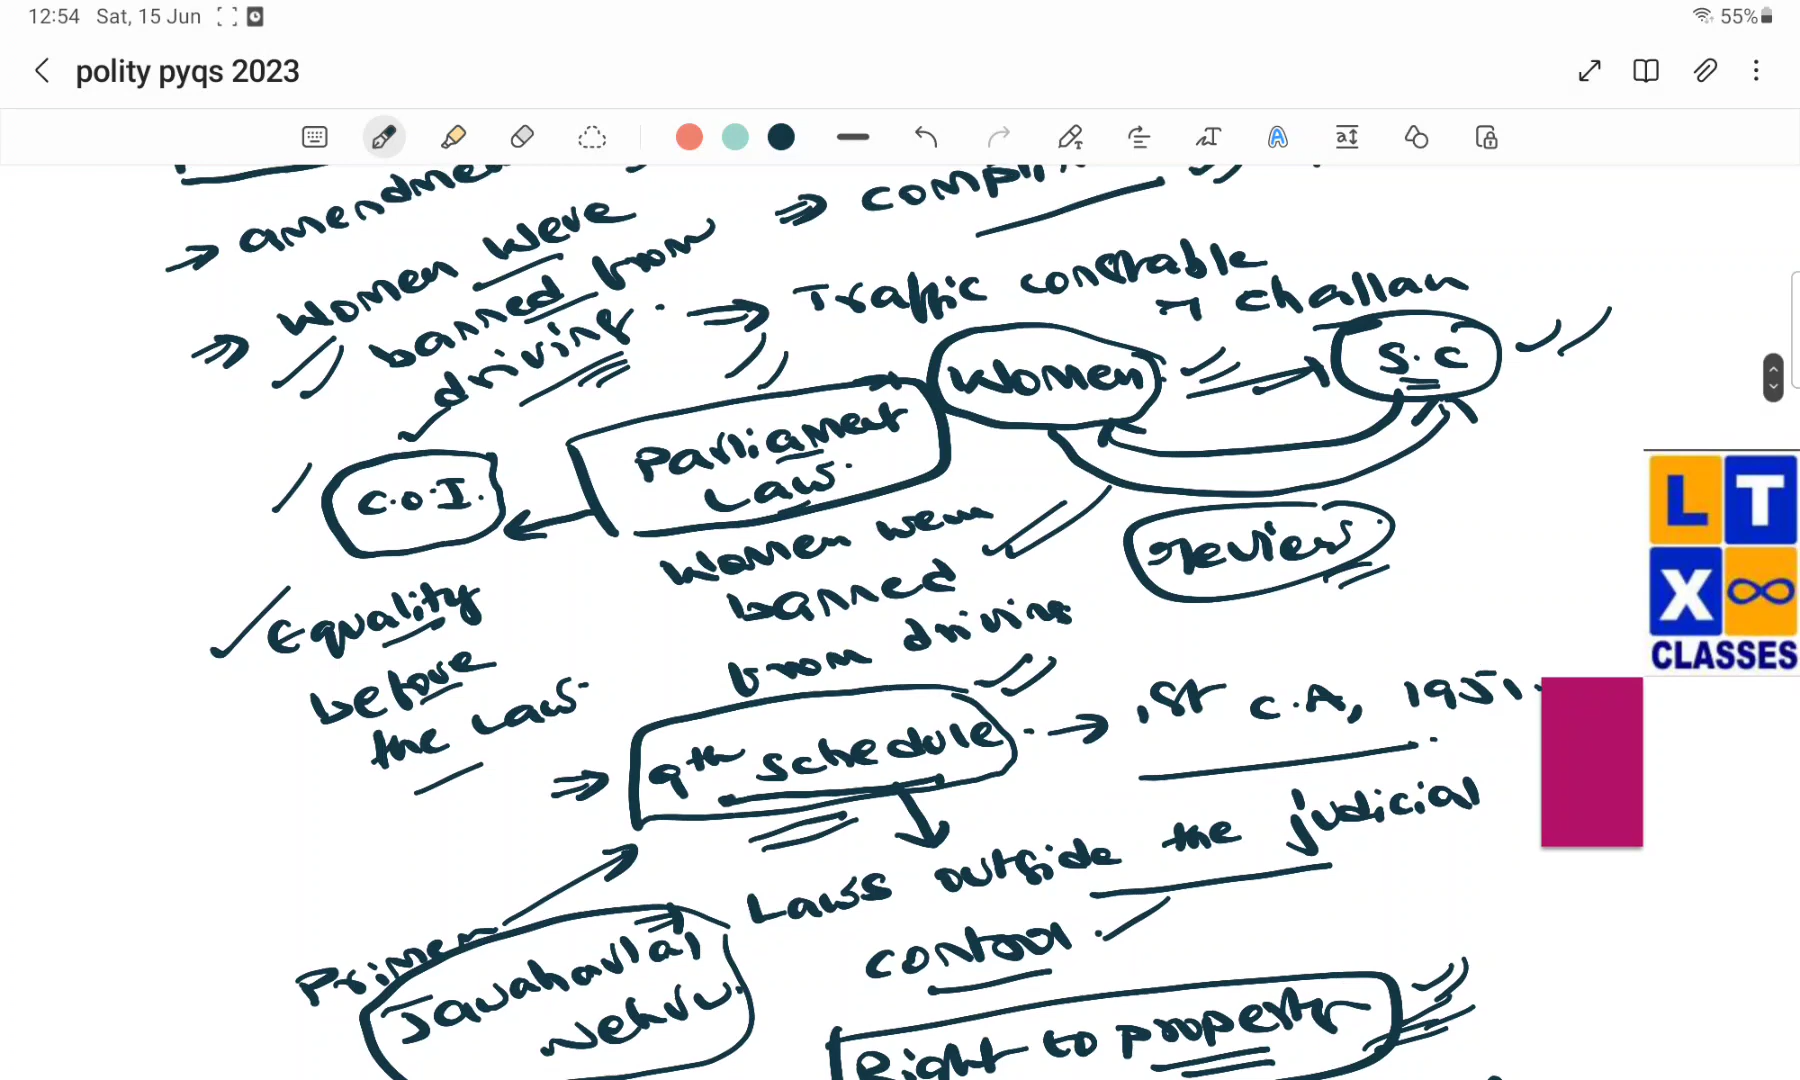 12:54 Sat, 15 Jun
55%
polity pyqs 2023
→ amendme
⇒ compl
⇒ Women were
banned from
driving.
→ Traffic constable
→ challan
Women → S.C
Parliament
Law.
C.O.I.
review
Women were
banned
from driving
Equality
before
the Law
⇒ 9th schedule → 1st C.A, 1951.
Laws outside the judicial
control
Prime
Jawaharlal
Nehru.
Right to property
L T
X ∞
CLASSES